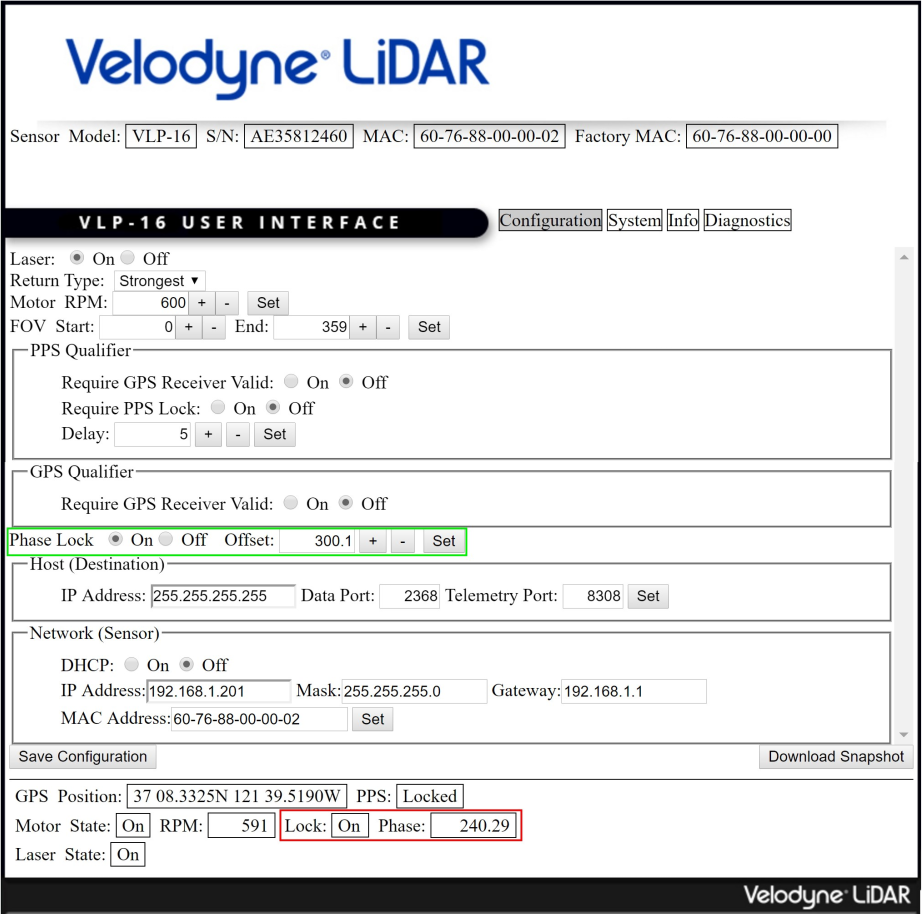 Velodyne® LiDAR
Sensor Model: VLP-16 S/N: AE35812460 MAC: 60-76-88-00-00-02 Factory MAC: 60-76-88-00-00-00
VLP-16 USER INTERFACE Configuration System Info Diagnostics
Laser: On Off
Return Type: Strongest ▼
Motor RPM: 600 + - Set
FOV Start: 0 + - End: 359 + - Set
PPS Qualifier
Require GPS Receiver Valid: On Off
Require PPS Lock: On Off
Delay: 5 + - Set
GPS Qualifier
Require GPS Receiver Valid: On Off
Phase Lock On Off Offset: 300.1 + - Set
Host (Destination)
IP Address: 255.255.255.255 Data Port: 2368 Telemetry Port: 8308 Set
Network (Sensor)
DHCP: On Off
IP Address: 192.168.1.201 Mask: 255.255.255.0 Gateway: 192.168.1.1
MAC Address: 60-76-88-00-00-02 Set
Save Configuration Download Snapshot
GPS Position: 37 08.3325N 121 39.5190W PPS: Locked
Motor State: On RPM: 591 Lock: On Phase: 240.29
Laser State: On
Velodyne® LiDAR